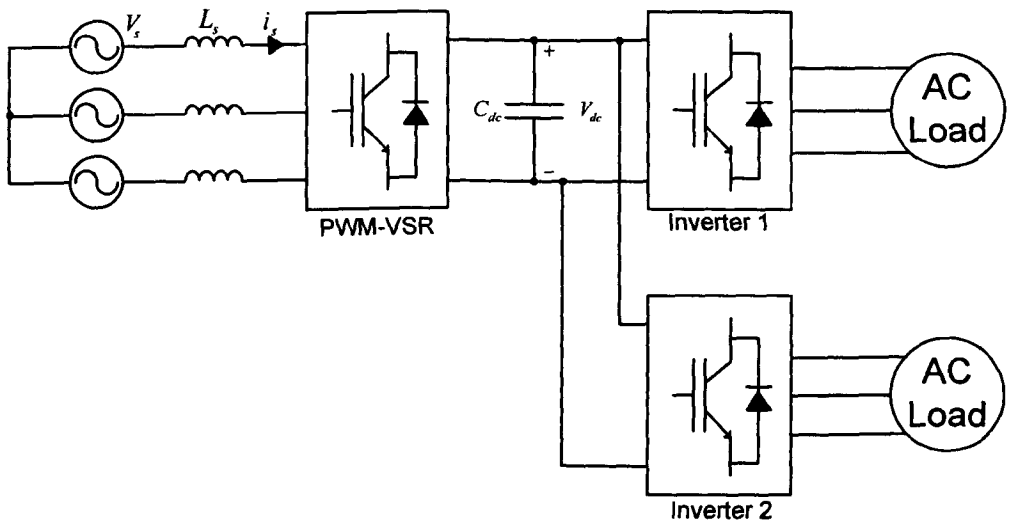 V_s
L_s
i_s
+
C_dc
V_dc
−
PWM-VSR
Inverter 1
AC
Load
Inverter 2
AC
Load